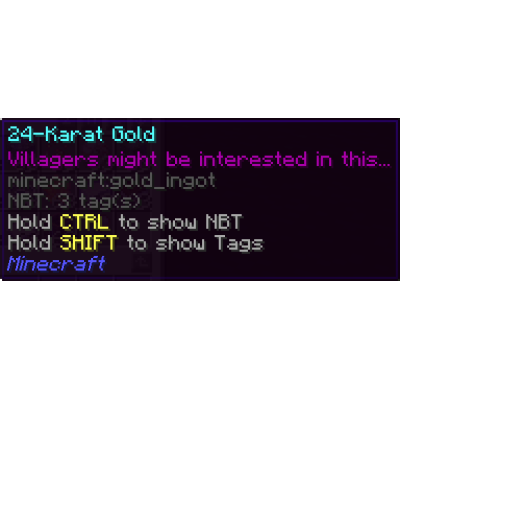 24-Karat Gold
Villagers might be interested in this...
minecraft:gold_ingot
NBT: 3 tag(s)
Hold CTRL to show NBT
Hold SHIFT to show Tags
Minecraft